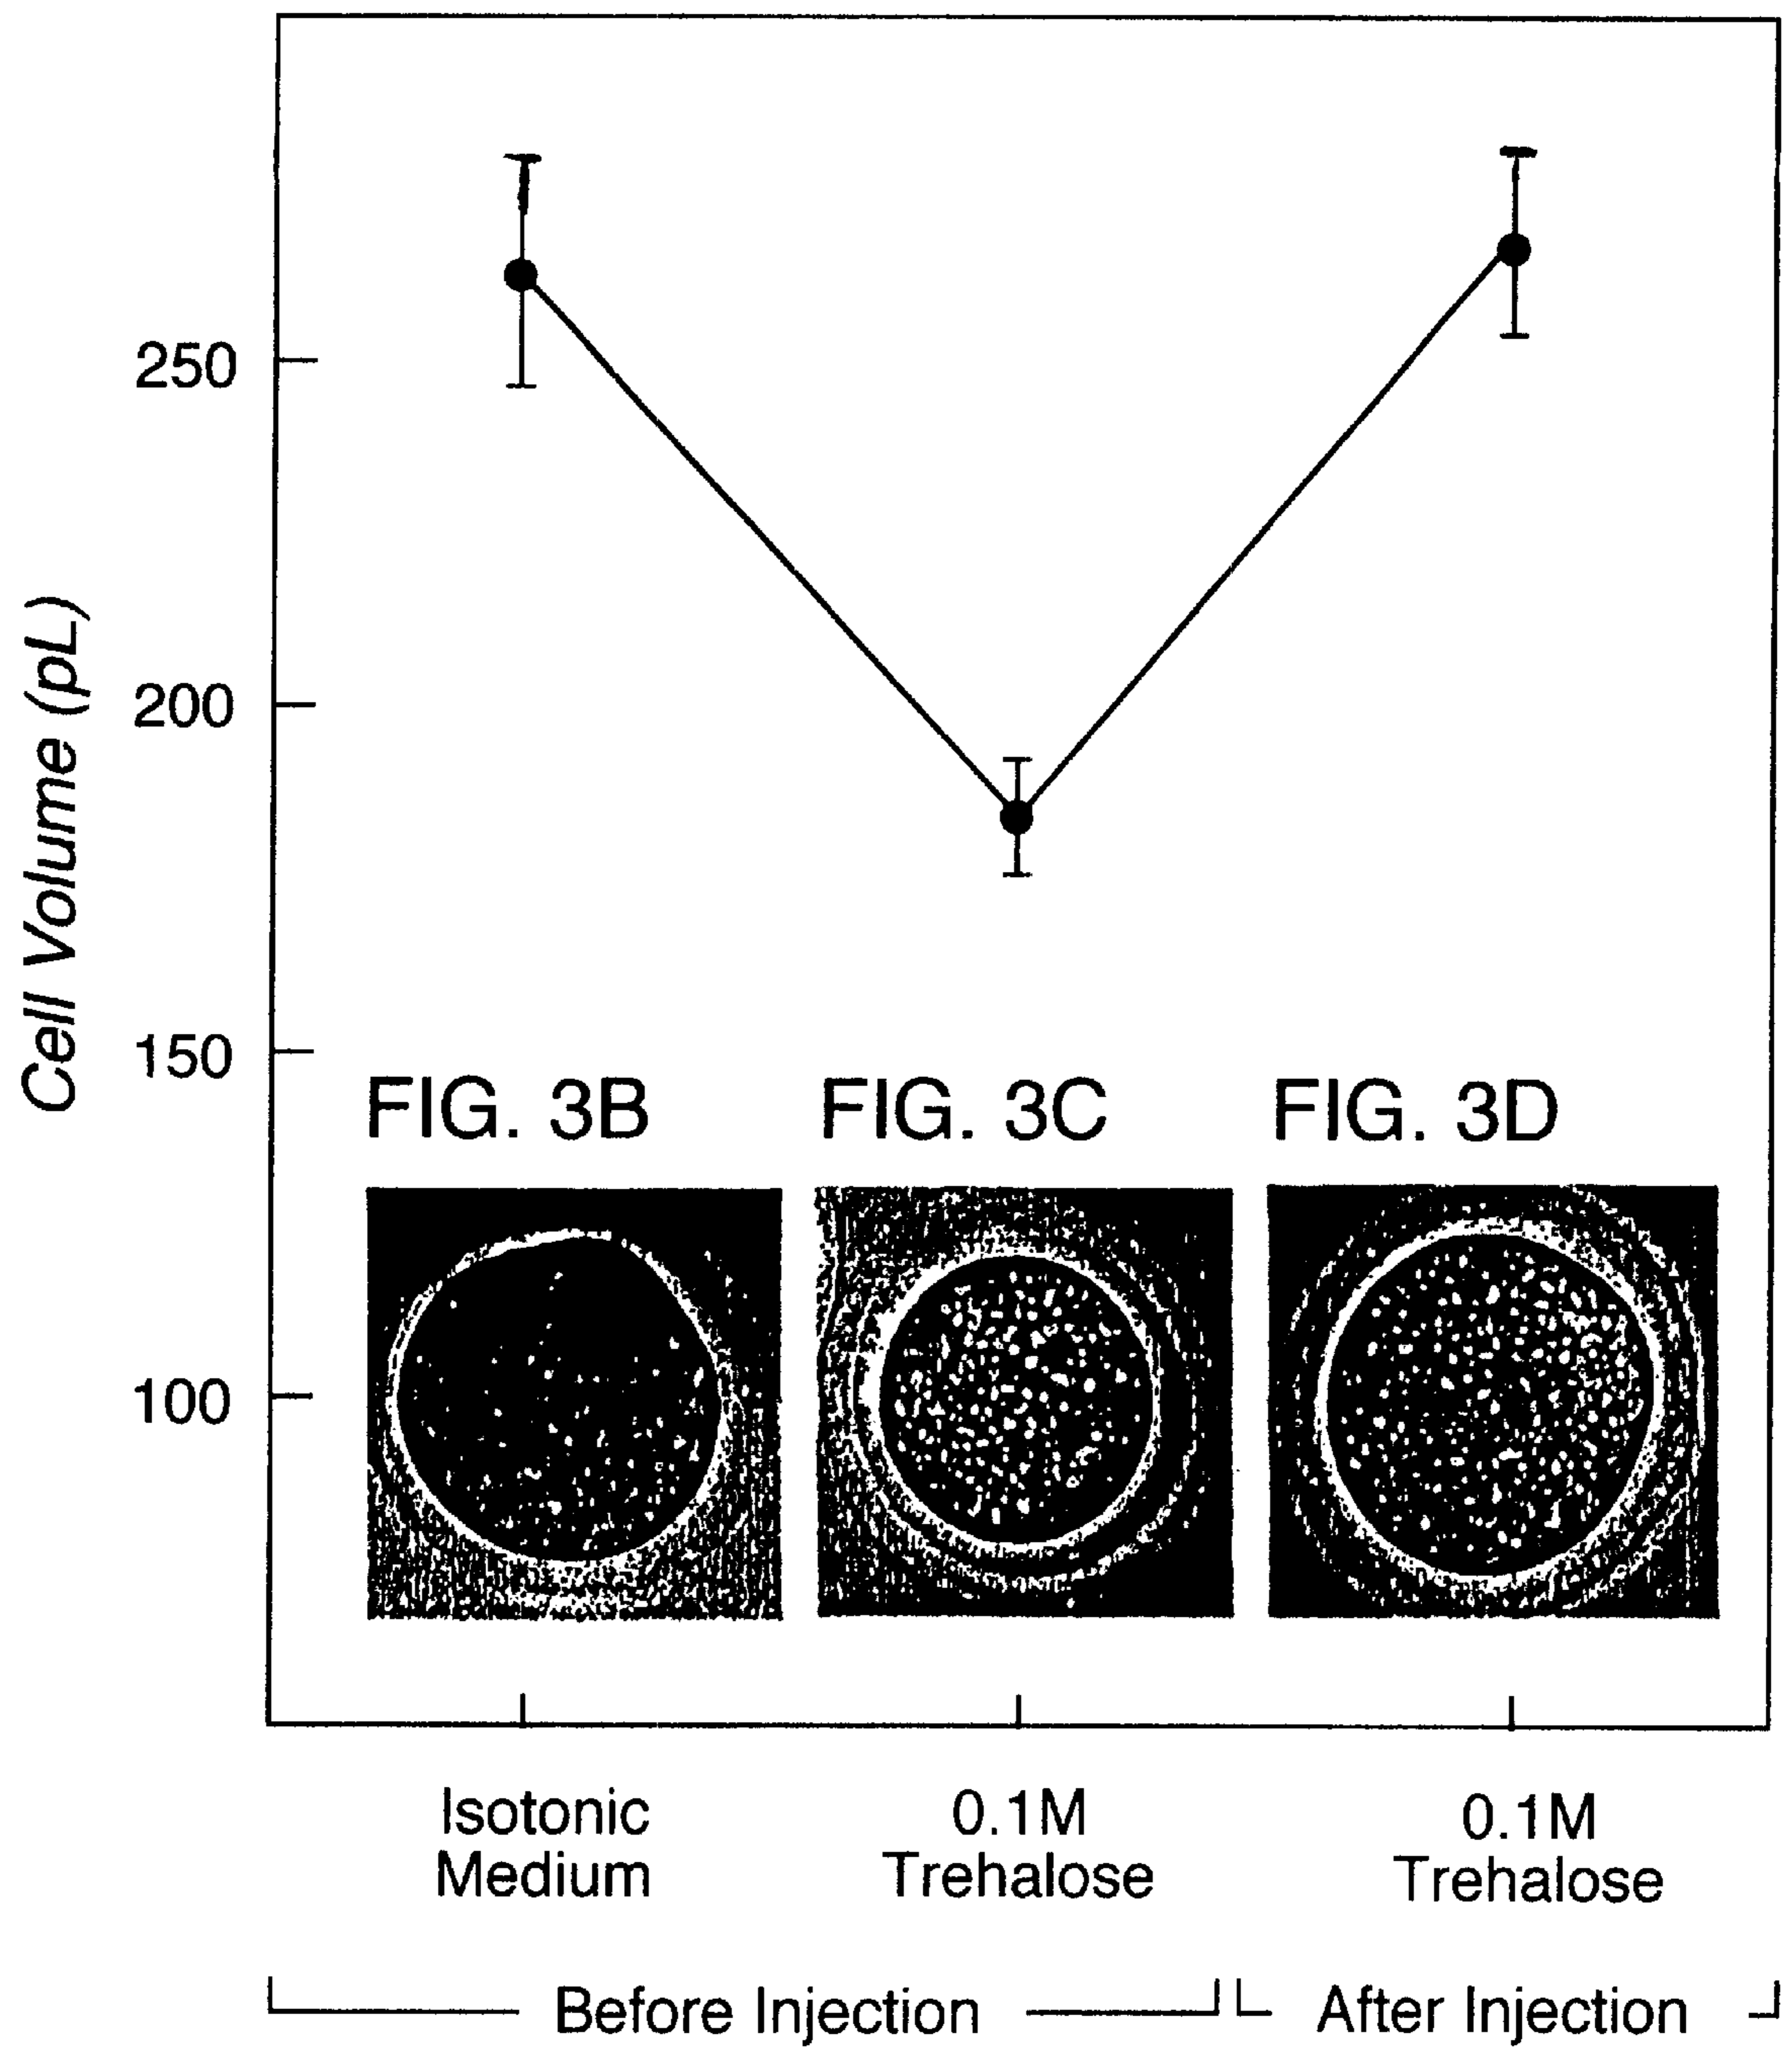 Cell Volume (pL)
250
200
150
100
FIG. 3B
FIG. 3C
FIG. 3D
Isotonic
Medium
0.1M
Trehalose
0.1M
Trehalose
Before Injection
After Injection